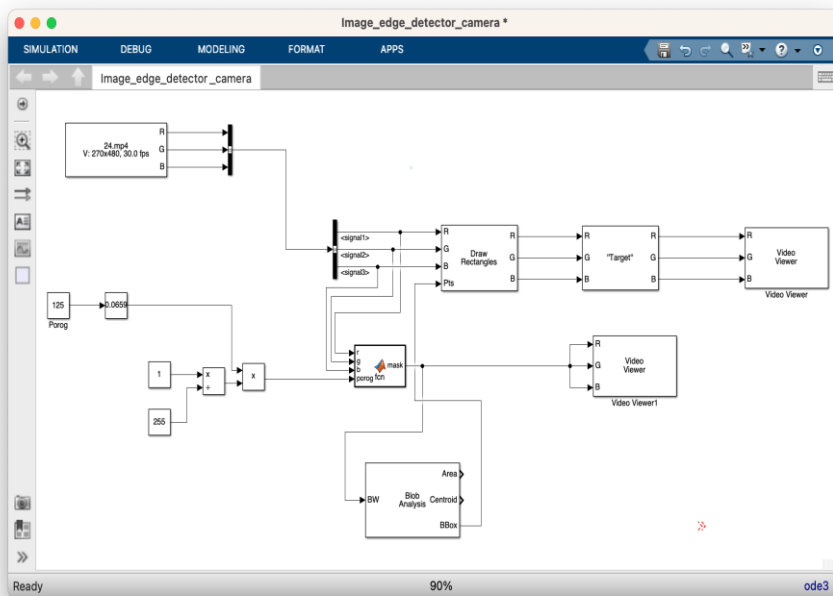 Image_edge_detector_camera *
SIMULATION DEBUG MODELING FORMAT APPS
Image_edge_detector_camera
24.mp4
V: 270x480, 30.0 fps
R
G
B
<signal1>
<signal2>
<signal3>
R
G
B
Pts
Draw
Rectangles
R
G
B
R
G
B
"Target"
R
G
B
R
G
B
Video
Viewer
Video Viewer
125
Porog
0.0659
1
255
x
÷
x
r
g
b
porog
fcn
mask
R
G
B
Video
Viewer
Video Viewer1
BW
Blob
Analysis
Area
Centroid
BBox
Ready 90% ode3